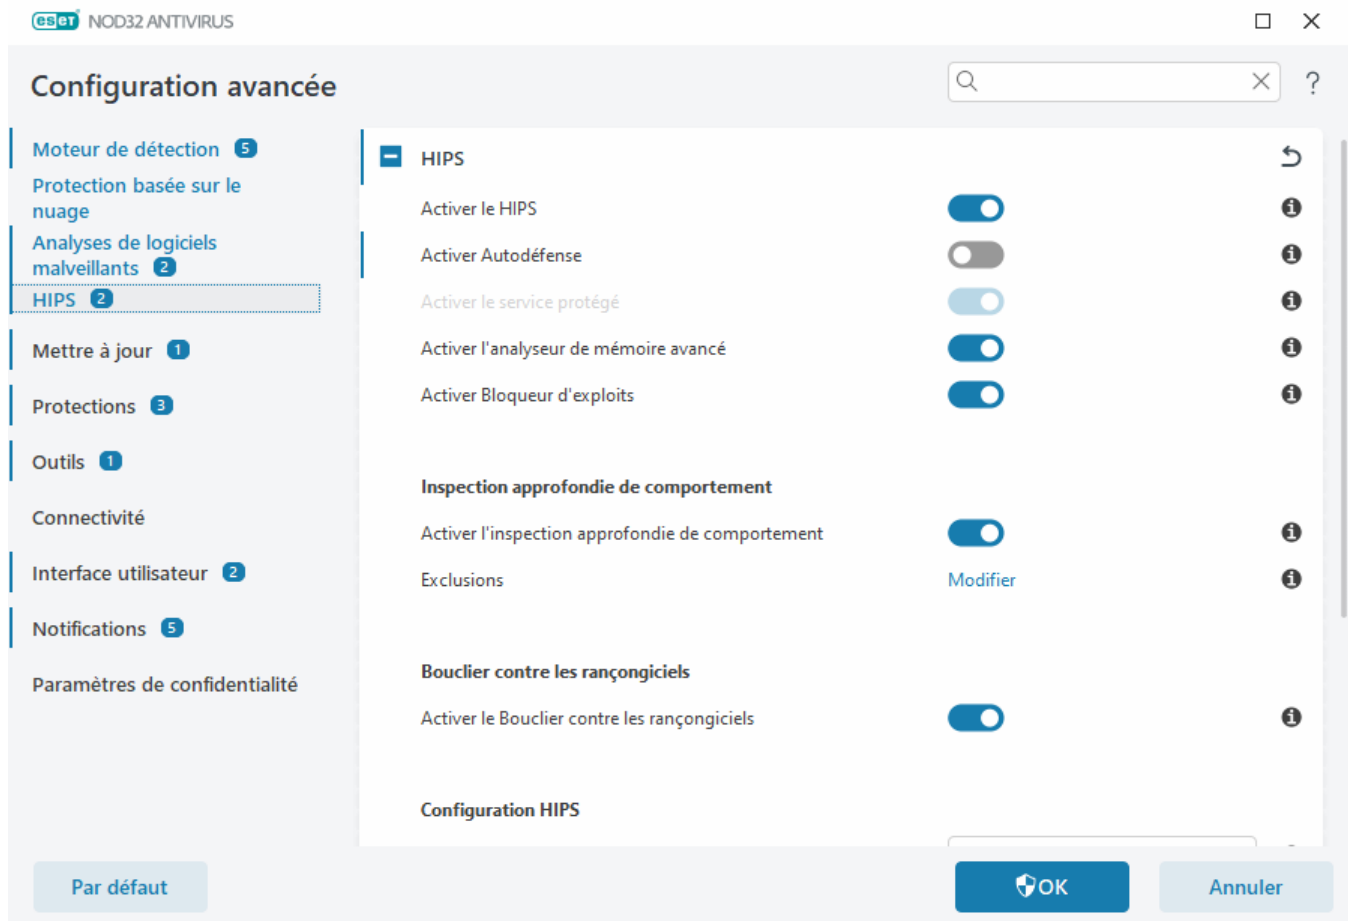 eset NOD32 ANTIVIRUS
Configuration avancée
?
Moteur de détection 5
Protection basée sur le
nuage
Analyses de logiciels
malveillants 2
HIPS 2
Mettre à jour 1
Protections 3
Outils 1
Connectivité
Interface utilisateur 2
Notifications 5
Paramètres de confidentialité
HIPS
Activer le HIPS
Activer Autodéfense
Activer le service protégé
Activer l'analyseur de mémoire avancé
Activer Bloqueur d'exploits
Inspection approfondie de comportement
Activer l'inspection approfondie de comportement
Exclusions Modifier
Bouclier contre les rançongiciels
Activer le Bouclier contre les rançongiciels
Configuration HIPS
Par défaut
OK
Annuler